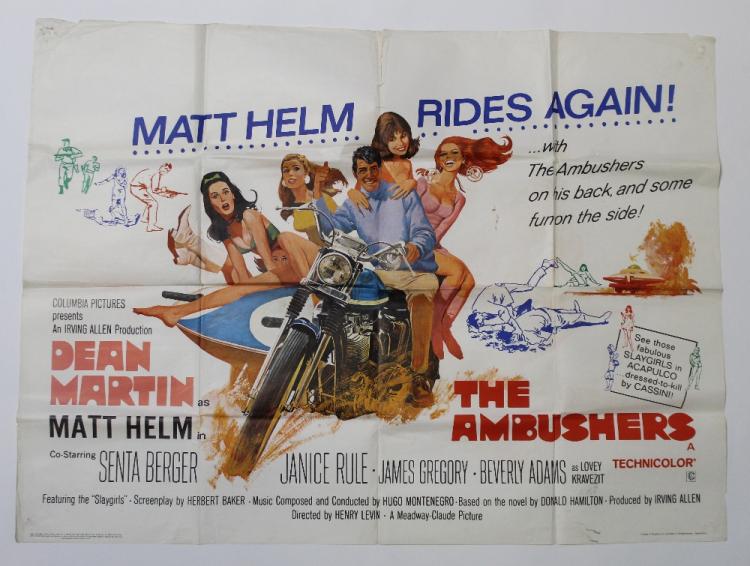 MATT HELM RIDES AGAIN!
...with
The Ambushers
on his back, and some
fun on the side!
COLUMBIA PICTURES
presents
An IRVING ALLEN Production
DEAN
MARTIN as
MATT HELM in
THE
AMBUSHERS
See those
fabulous
SLAYGIRLS in
ACAPULCO
dressed-to-kill
by CASSINI!
A
TECHNICOLOR
Co-Starring SENTA BERGER JANICE RULE · JAMES GREGORY · BEVERLY ADAMS as LOVEY KRAVEZIT
Featuring the "Slaygirls" · Screenplay by HERBERT BAKER · Music Composed and Conducted by HUGO MONTENEGRO · Based on the novel by DONALD HAMILTON · Produced by IRVING ALLEN
Directed by HENRY LEVIN · A Meadway-Claude Picture